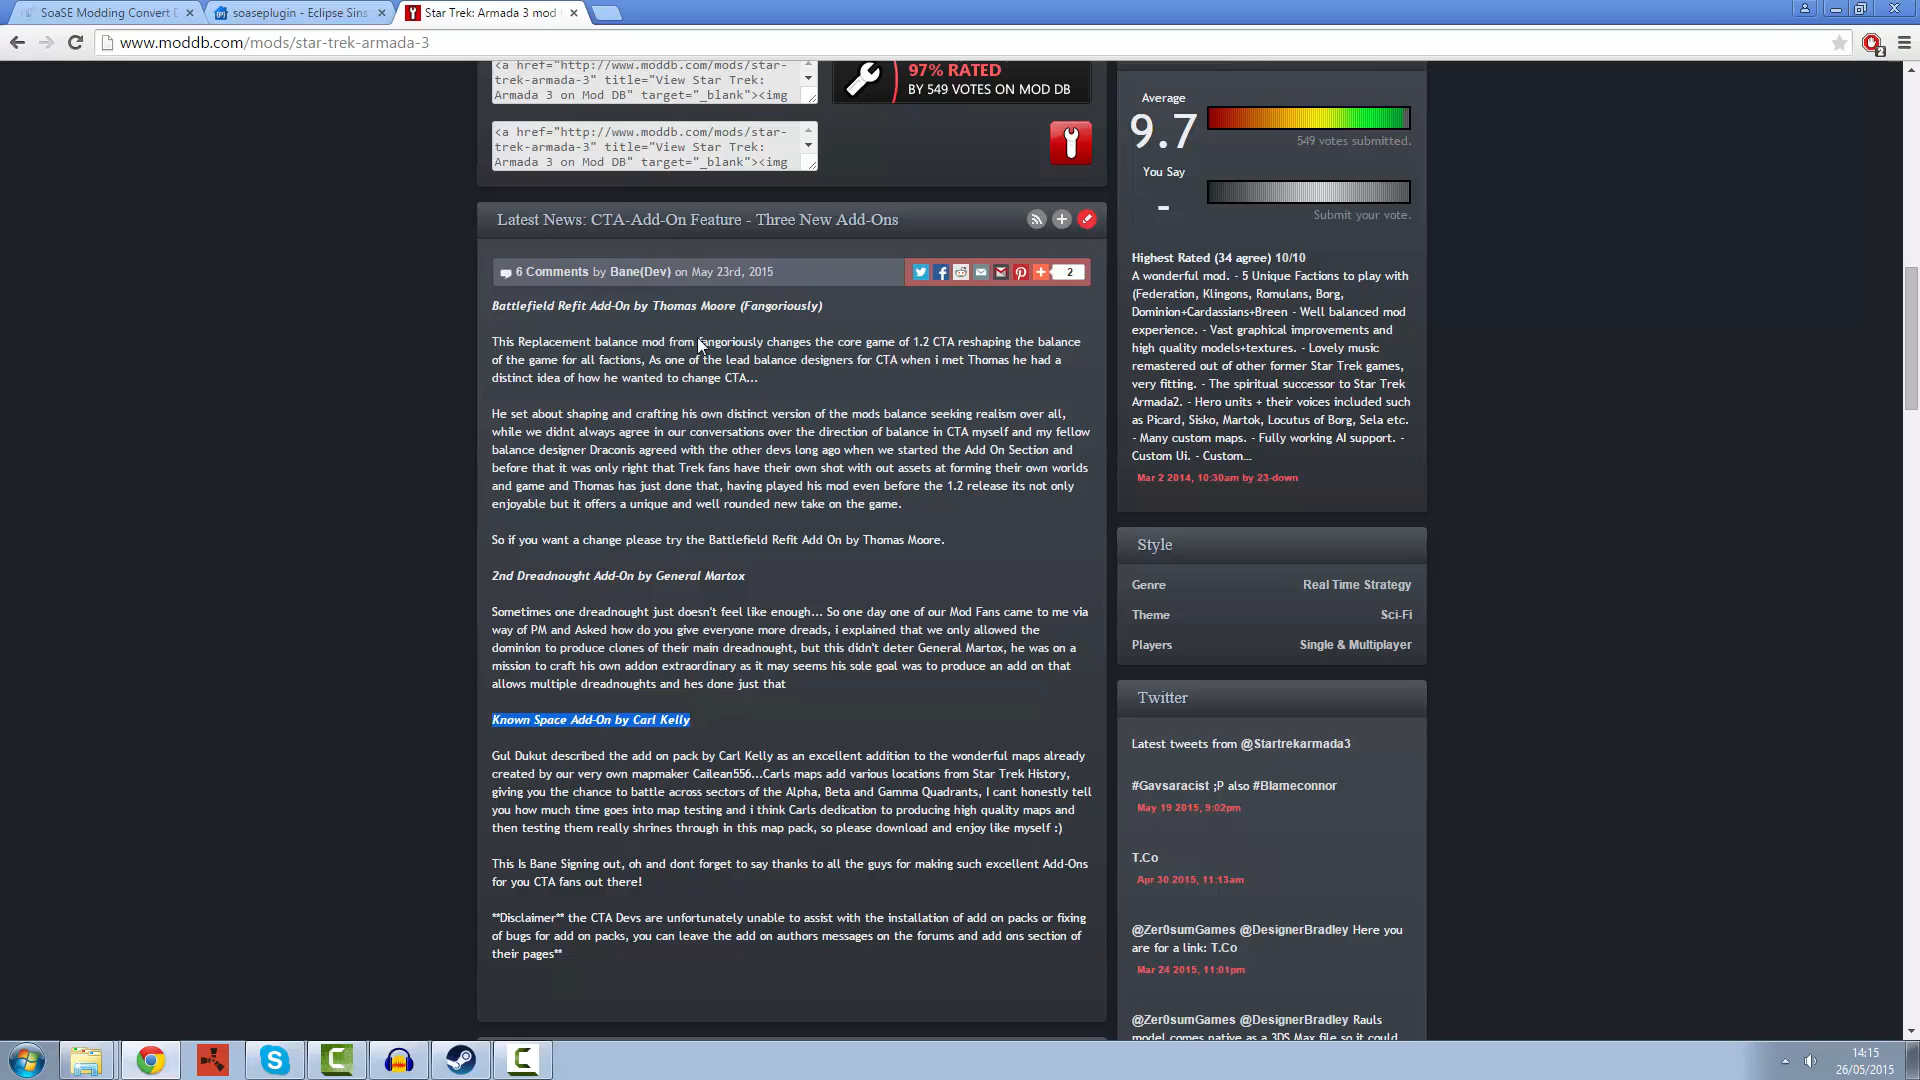 SoaSE Modding Convert D
soaseplugin - Eclipse Sins
Star Trek: Armada 3 mod
www.moddb.com/mods/star-trek-armada-3
2
<a href="http://www.moddb.com/mods/star-
trek-armada-3" title="View Star Trek:
Armada 3 on Mod DB" target="_blank"><img
97% RATED
BY 549 VOTES ON MOD DB
<a href="http://www.moddb.com/mods/star-
trek-armada-3" title="View Star Trek:
Armada 3 on Mod DB" target="_blank"><img
Latest News: CTA-Add-On Feature - Three New Add-Ons
6 Comments by Bane(Dev) on May 23rd, 2015
2
Battlefield Refit Add-On by Thomas Moore (Fangoriously)
This Replacement balance mod from fangoriously changes the core game of 1.2 CTA reshaping the balance
of the game for all factions, As one of the lead balance designers for CTA when i met Thomas he had a
distinct idea of how he wanted to change CTA...
He set about shaping and crafting his own distinct version of the mods balance seeking realism over all,
while we didnt always agree in our conversations over the direction of balance in CTA myself and my fellow
balance designer Draconis agreed with the other devs long ago when we started the Add On Section and
before that it was only right that Trek fans have their own shot with out assets at forming their own worlds
and game and Thomas has just done that, having played his mod even before the 1.2 release its not only
enjoyable but it offers a unique and well rounded new take on the game.
So if you want a change please try the Battlefield Refit Add On by Thomas Moore.
2nd Dreadnought Add-On by General Martox
Sometimes one dreadnought just doesn't feel like enough... So one day one of our Mod Fans came to me via
way of PM and Asked how do you give everyone more dreads, i explained that we only allowed the
dominion to produce clones of their main dreadnought, but this didn't deter General Martox, he was on a
mission to craft his own addon extraordinary as it may seems his sole goal was to produce an add on that
allows multiple dreadnoughts and hes done just that
Known Space Add-On by Carl Kelly
Gul Dukut described the add on pack by Carl Kelly as an excellent addition to the wonderful maps already
created by our very own mapmaker Cailean556...Carls maps add various locations from Star Trek History,
giving you the chance to battle across sectors of the Alpha, Beta and Gamma Quadrants, I cant honestly tell
you how much time goes into map testing and i think Carls dedication to producing high quality maps and
then testing them really shrines through in this map pack, so please download and enjoy like myself :)
This Is Bane Signing out, oh and dont forget to say thanks to all the guys for making such excellent Add-Ons
for you CTA fans out there!
**Disclaimer** the CTA Devs are unfortunately unable to assist with the installation of add on packs or fixing
of bugs for add on packs, you can leave the add on authors messages on the forums and add ons section of
their pages**
Average
9.7
549 votes submitted.
You Say
-
Submit your vote.
Highest Rated (34 agree) 10/10
A wonderful mod. - 5 Unique Factions to play with
(Federation, Klingons, Romulans, Borg,
Dominion+Cardassians+Breen - Well balanced mod
experience. - Vast graphical improvements and
high quality models+textures. - Lovely music
remastered out of other former Star Trek games,
very fitting. - The spiritual successor to Star Trek
Armada2. - Hero units + their voices included such
as Picard, Sisko, Martok, Locutus of Borg, Sela etc.
- Many custom maps. - Fully working AI support. -
Custom Ui. - Custom...
Mar 2 2014, 10:30am by 23-down
Style
Genre Real Time Strategy
Theme Sci-Fi
Players Single & Multiplayer
Twitter
Latest tweets from @Startrekarmada3
#Gavsaracist ;P also #Blameconnor
May 19 2015, 9:02pm
T.Co
Apr 30 2015, 11:13am
@Zer0sumGames @DesignerBradley Here you
are for a link: T.Co
Mar 24 2015, 11:01pm
@Zer0sumGames @DesignerBradley Rauls
model comes native as a 3DS Max file so it could
14:15
26/05/2015